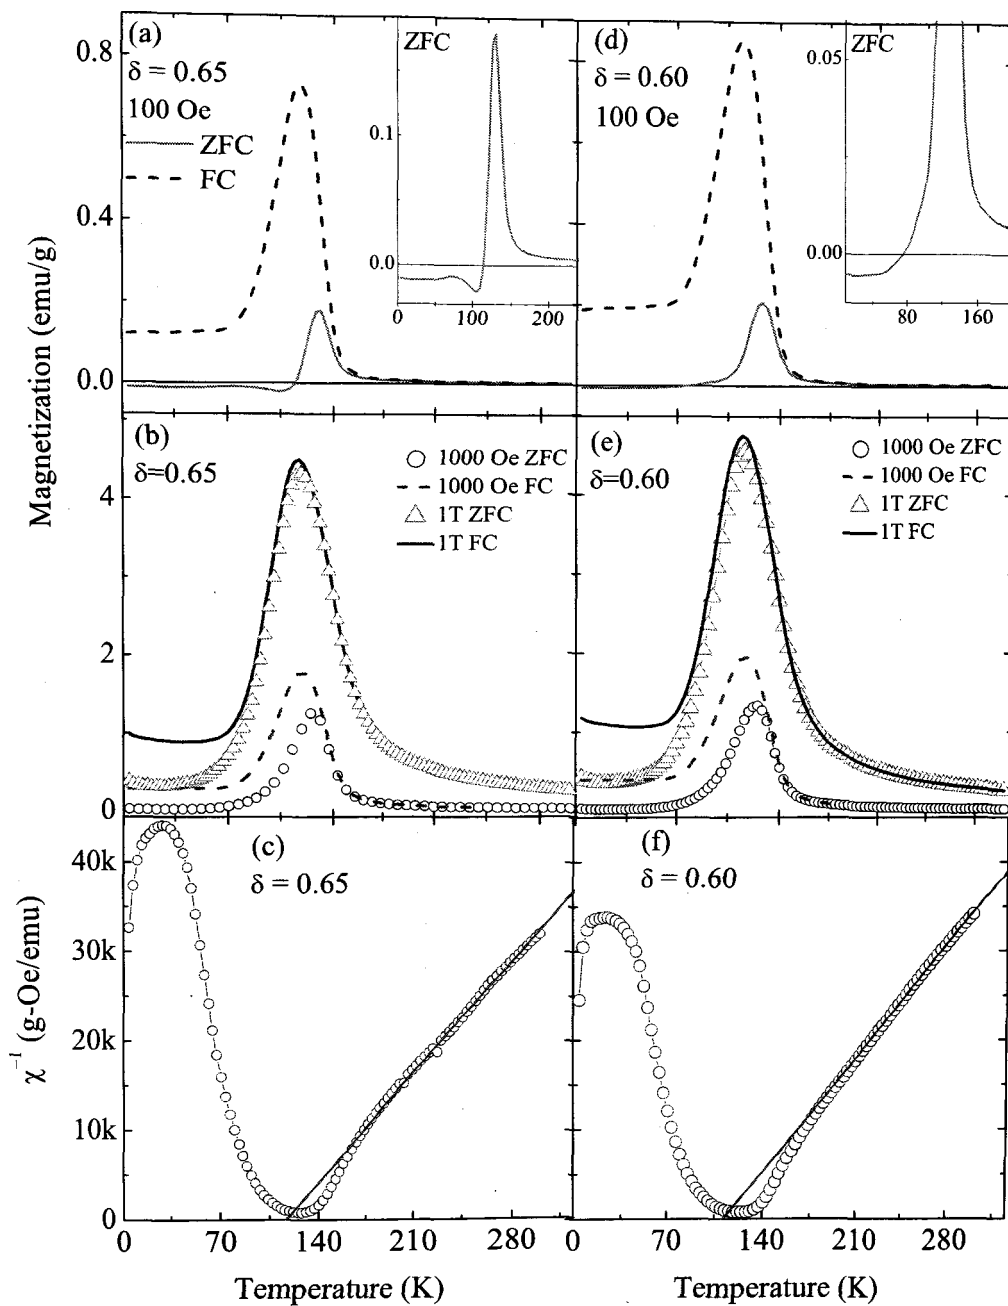 (a)
δ = 0.65
100 Oe
ZFC
FC
ZFC
0.1
0.0
0
100
200
(d)
δ = 0.60
100 Oe
ZFC
0.05
0.00
80
160
0.8
0.4
0.0
Magnetization (emu/g)
(b)
δ=0.65
1000 Oe ZFC
1000 Oe FC
1T ZFC
1T FC
(e)
δ=0.60
1000 Oe ZFC
1000 Oe FC
1T ZFC
1T FC
4
2
0
(c)
δ = 0.65
(f)
δ = 0.60
40k
30k
20k
10k
0
χ⁻¹ (g-Oe/emu)
0
70
140
210
280
70
140
210
280
Temperature (K)
Temperature (K)